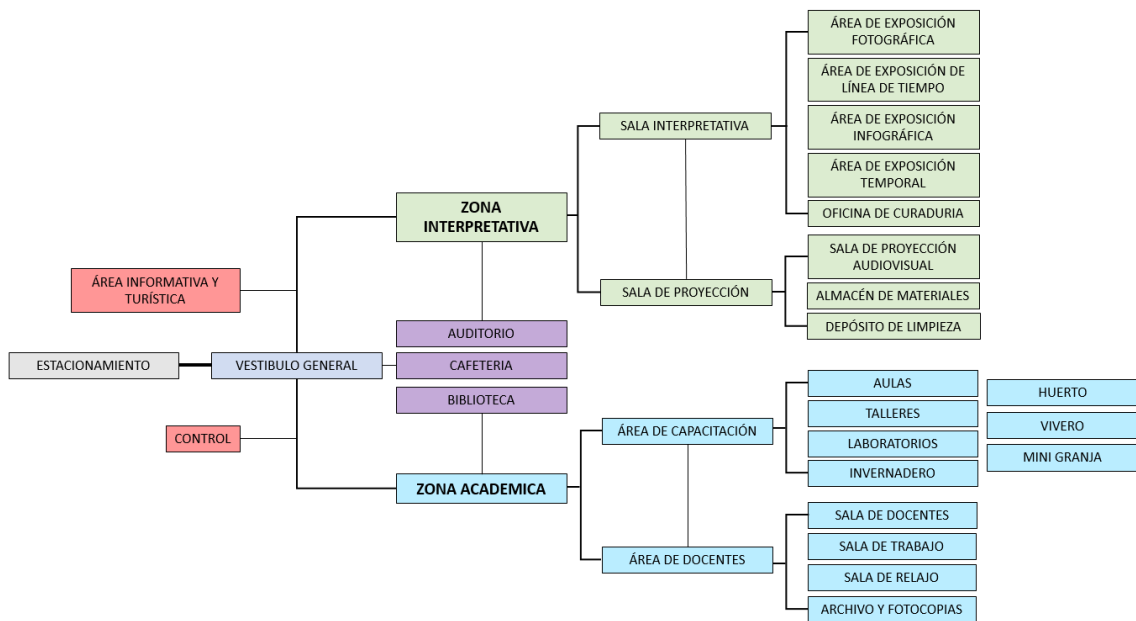 ÁREA DE EXPOSICIÓN
FOTOGRÁFICA
ÁREA DE EXPOSICIÓN DE
LÍNEA DE TIEMPO
SALA INTERPRETATIVA
ÁREA DE EXPOSICIÓN
INFOGRÁFICA
ÁREA DE EXPOSICIÓN
TEMPORAL
OFICINA DE CURADURIA
ZONA
INTERPRETATIVA
SALA DE PROYECCIÓN
AUDIOVISUAL
ALMACÉN DE MATERIALES
DEPÓSITO DE LIMPIEZA
SALA DE PROYECCIÓN
ÁREA INFORMATIVA Y
TURÍSTICA
AUDITORIO
ESTACIONAMIENTO
VESTIBULO GENERAL
CAFETERIA
BIBLIOTECA
CONTROL
ZONA ACADEMICA
ÁREA DE CAPACITACIÓN
AULAS
TALLERES
LABORATORIOS
INVERNADERO
HUERTO
VIVERO
MINI GRANJA
ÁREA DE DOCENTES
SALA DE DOCENTES
SALA DE TRABAJO
SALA DE RELAJO
ARCHIVO Y FOTOCOPIAS